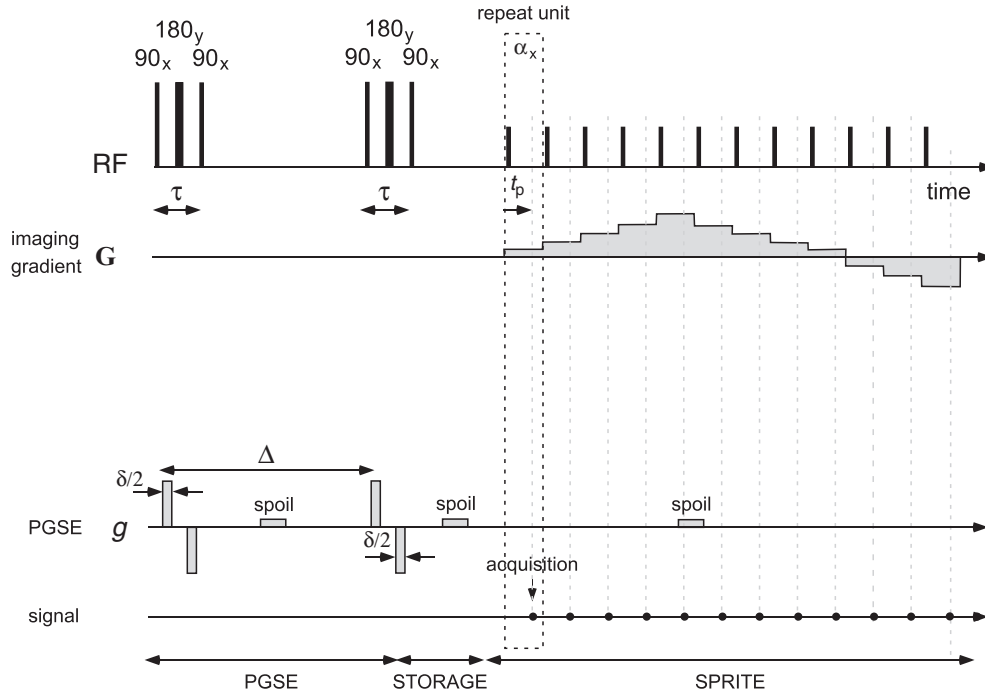 repeat unit
180y 180y αx
90x 90x 90x 90x
RF
τ τ tp time
imaging
gradient G
Δ
δ/2
spoil spoil spoil
PGSE g
δ/2
acquisition
signal
PGSE STORAGE SPRITE